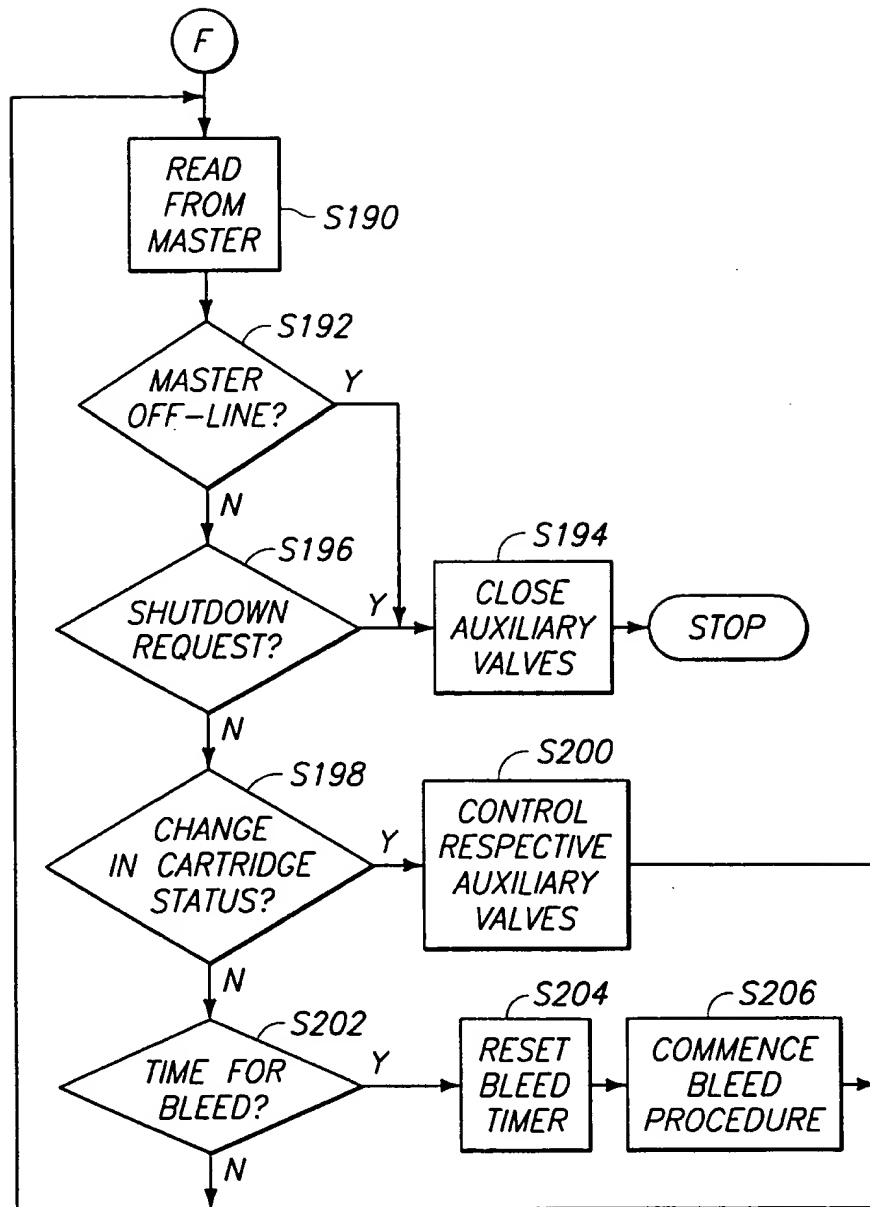 F
READ
FROM
MASTER
S190
S192
MASTER
OFF-LINE?
Y
N
S196
SHUTDOWN
REQUEST?
Y
S194
CLOSE
AUXILIARY
VALVES
STOP
N
S198
CHANGE
IN CARTRIDGE
STATUS?
Y
S200
CONTROL
RESPECTIVE
AUXILIARY
VALVES
N
S202
TIME FOR
BLEED?
Y
S204
RESET
BLEED
TIMER
S206
COMMENCE
BLEED
PROCEDURE
N